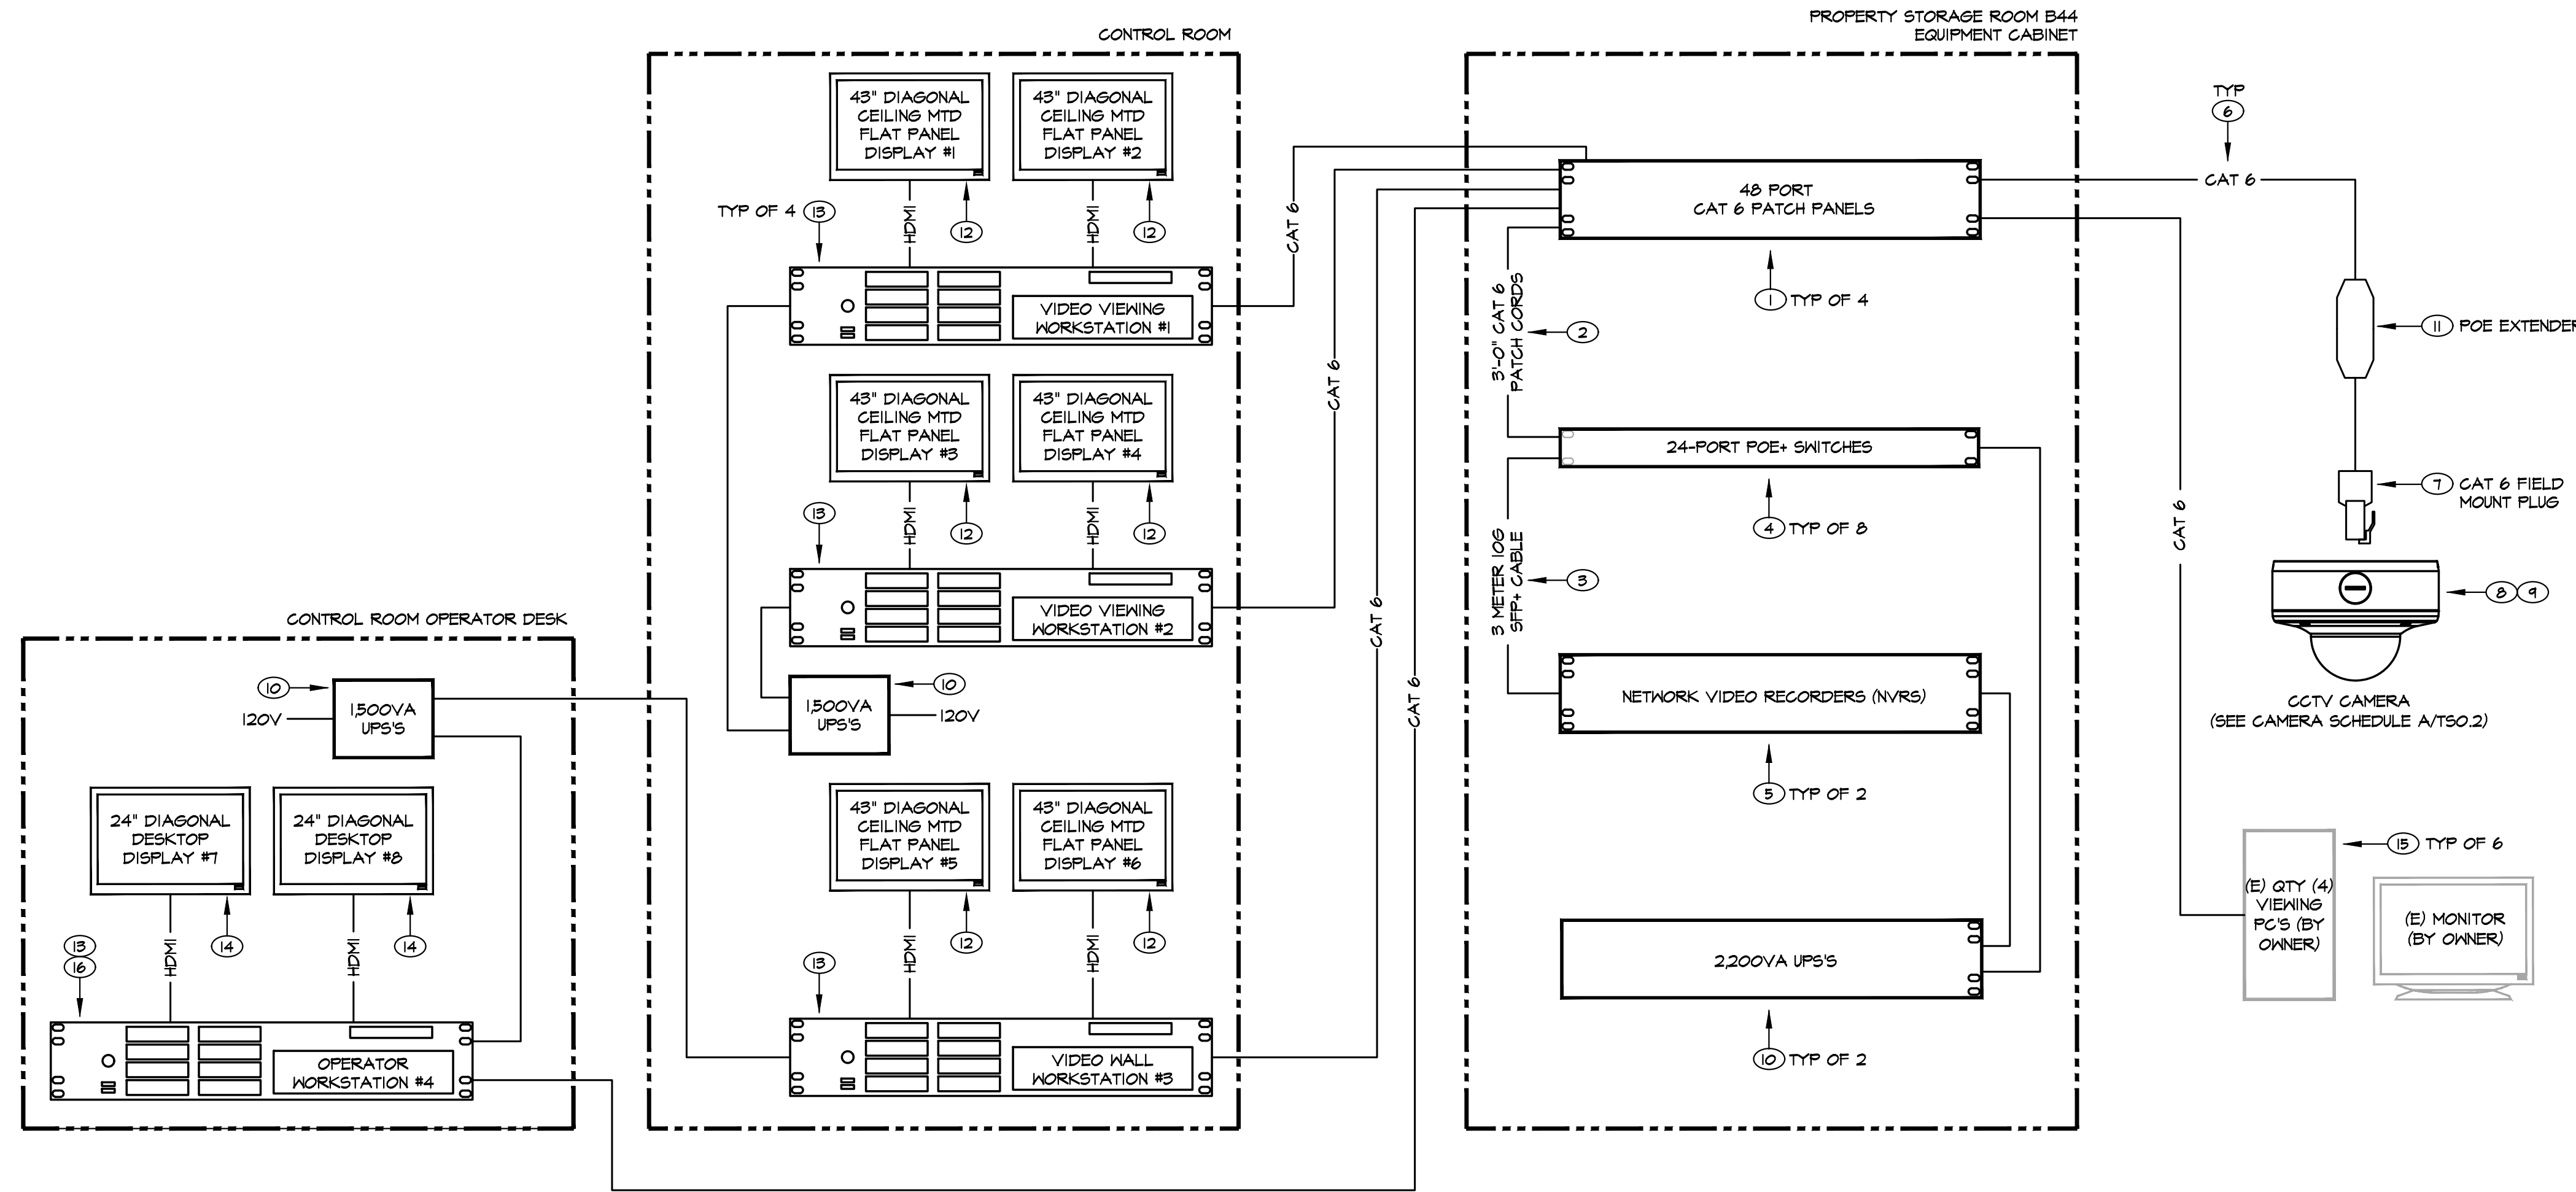 CONTROL ROOM
43" DIAGONAL
CEILING MTD
FLAT PANEL
DISPLAY #1
43" DIAGONAL
CEILING MTD
FLAT PANEL
DISPLAY #2
TYP OF 4 13
HDMI
12
HDMI
12
VIDEO VIEWING
WORKSTATION #1
43" DIAGONAL
CEILING MTD
FLAT PANEL
DISPLAY #3
43" DIAGONAL
CEILING MTD
FLAT PANEL
DISPLAY #4
13
HDMI
12
HDMI
12
VIDEO VIEWING
WORKSTATION #2
1,500VA
UPS'S
10
120V
43" DIAGONAL
CEILING MTD
FLAT PANEL
DISPLAY #5
43" DIAGONAL
CEILING MTD
FLAT PANEL
DISPLAY #6
13
HDMI
12
HDMI
12
VIDEO WALL
WORKSTATION #3
CONTROL ROOM OPERATOR DESK
10
120V
1,500VA
UPS'S
24" DIAGONAL
DESKTOP
DISPLAY #7
24" DIAGONAL
DESKTOP
DISPLAY #8
13
16
HDMI
14
HDMI
14
OPERATOR
WORKSTATION #4
CAT 6
CAT 6
CAT 6
CAT 6
PROPERTY STORAGE ROOM B44
EQUIPMENT CABINET
48 PORT
CAT 6 PATCH PANELS
1 TYP OF 4
3'-0" CAT 6
PATCH CORDS
2
24-PORT POE+ SWITCHES
4 TYP OF 8
3 METER 10G
SFP+ CABLE
3
NETWORK VIDEO RECORDERS (NVRS)
5 TYP OF 2
2,200VA UPS'S
10 TYP OF 2
TYP
6
CAT 6
11 POE EXTENDER
7 CAT 6 FIELD
MOUNT PLUG
CAT 6
8 9
CCTV CAMERA
(SEE CAMERA SCHEDULE A/TS0.2)
15 TYP OF 6
(E) QTY (4)
VIEWING
PC'S (BY
OWNER)
(E) MONITOR
(BY OWNER)